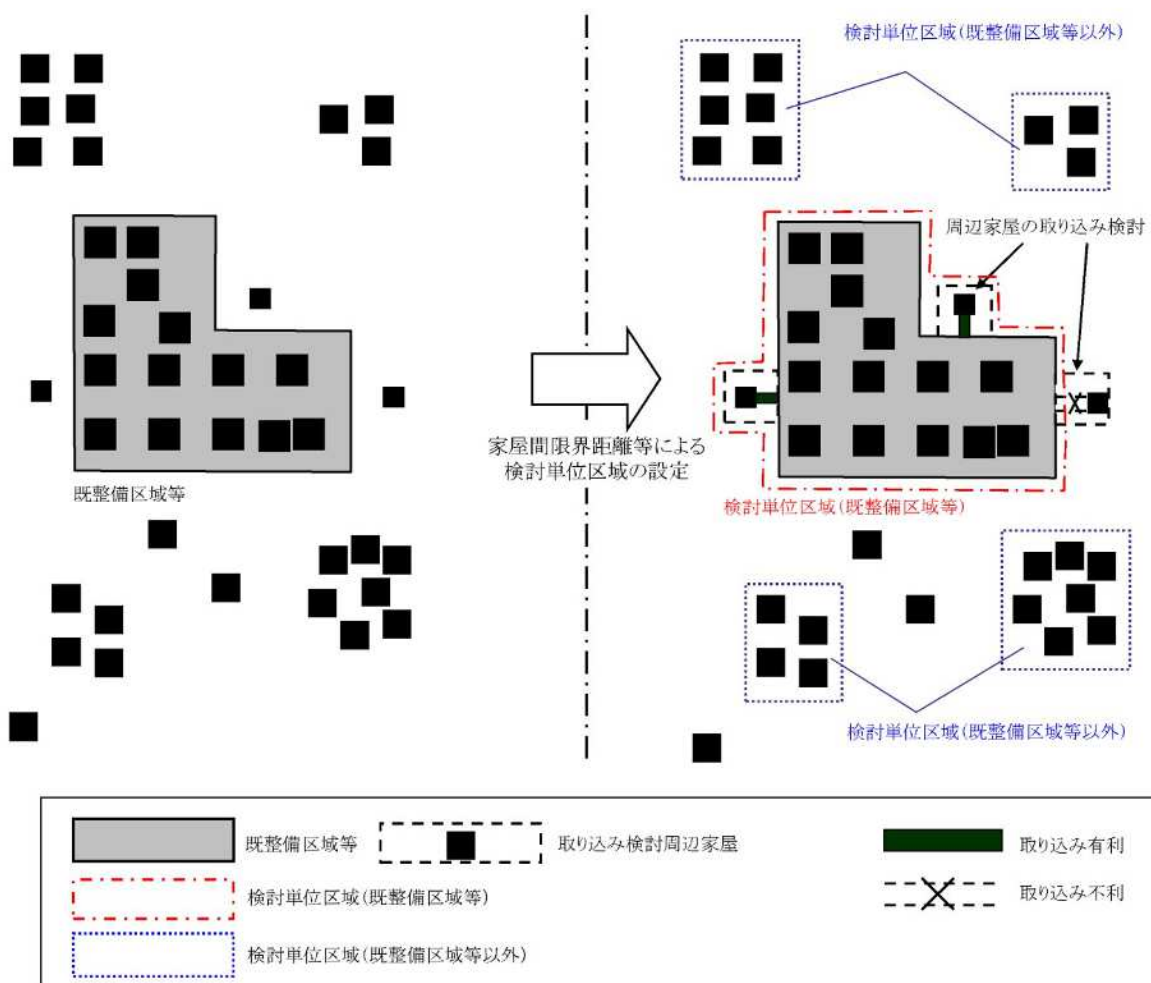 検討単位区域(既整備区域等以外)
周辺家屋の取り込み検討
家屋間限界距離等による
検討単位区域の設定
既整備区域等
検討単位区域(既整備区域等)
検討単位区域(既整備区域等以外)
既整備区域等
取り込み検討周辺家屋
取り込み有利
検討単位区域(既整備区域等)
取り込み不利
検討単位区域(既整備区域等以外)